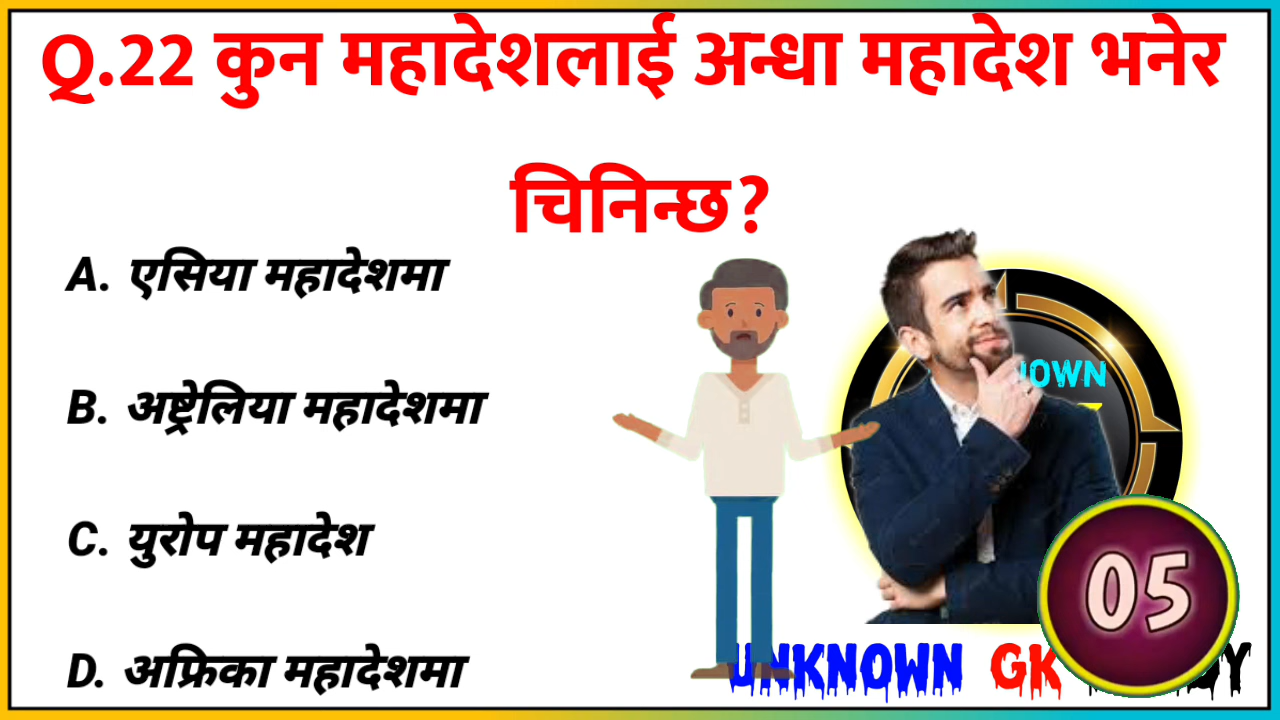 Q.22 कुन महादेशलाई अन्धा महादेश भनेर
चिनिन्छ?
A. एसिया महादेशमा
B. अष्ट्रेलिया महादेशमा
C. युरोप महादेश
D. अफ्रिका महादेशमा
05
UNKNOWN GK